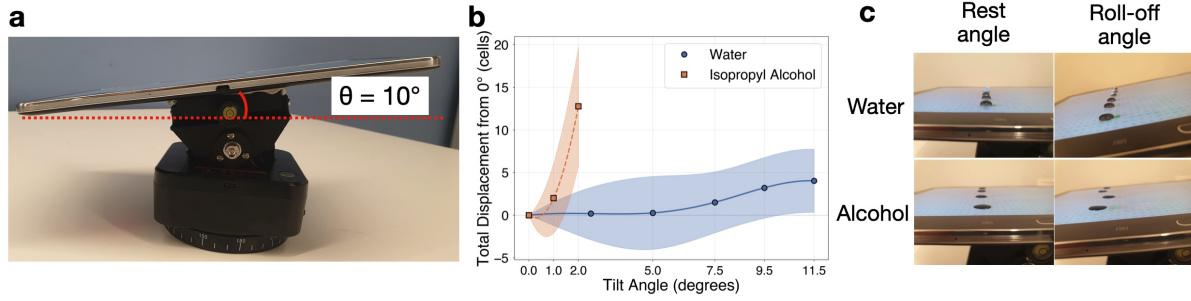 a
θ = 10°
b
Total Displacement from 0° (cells)
20
15
10
5
0
−5
Water
Isopropyl Alcohol
0.0 1.0 2.0 5.0 7.5 9.5 11.5
Tilt Angle (degrees)
c
Rest
angle
Roll-off
angle
Water
Alcohol